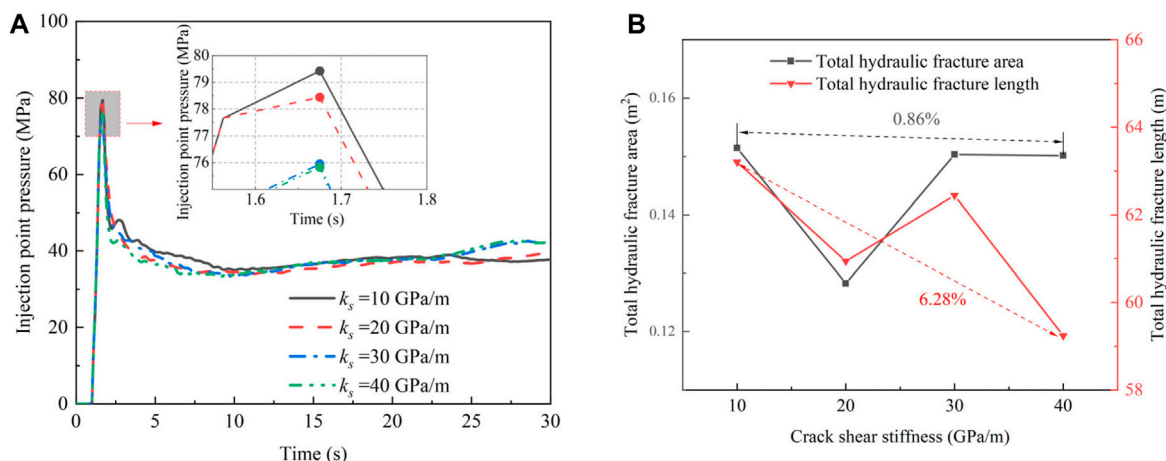 A
Injection point pressure (MPa)
100
80
60
40
20
0
0
5
10
15
20
25
30
Time (s)
Injection point pressure (MPa)
80
79
78
77
76
1.6
1.7
1.8
Time (s)
k_s =10 GPa/m
k_s =20 GPa/m
k_s =30 GPa/m
k_s =40 GPa/m
B
Total hydraulic fracture area (m²)
0.16
0.14
0.12
0.11
Total hydraulic fracture area
Total hydraulic fracture length
0.86%
6.28%
10
20
30
40
Crack shear stiffness (GPa/m)
66
64
62
60
58
Total hydraulic fracture length (m)